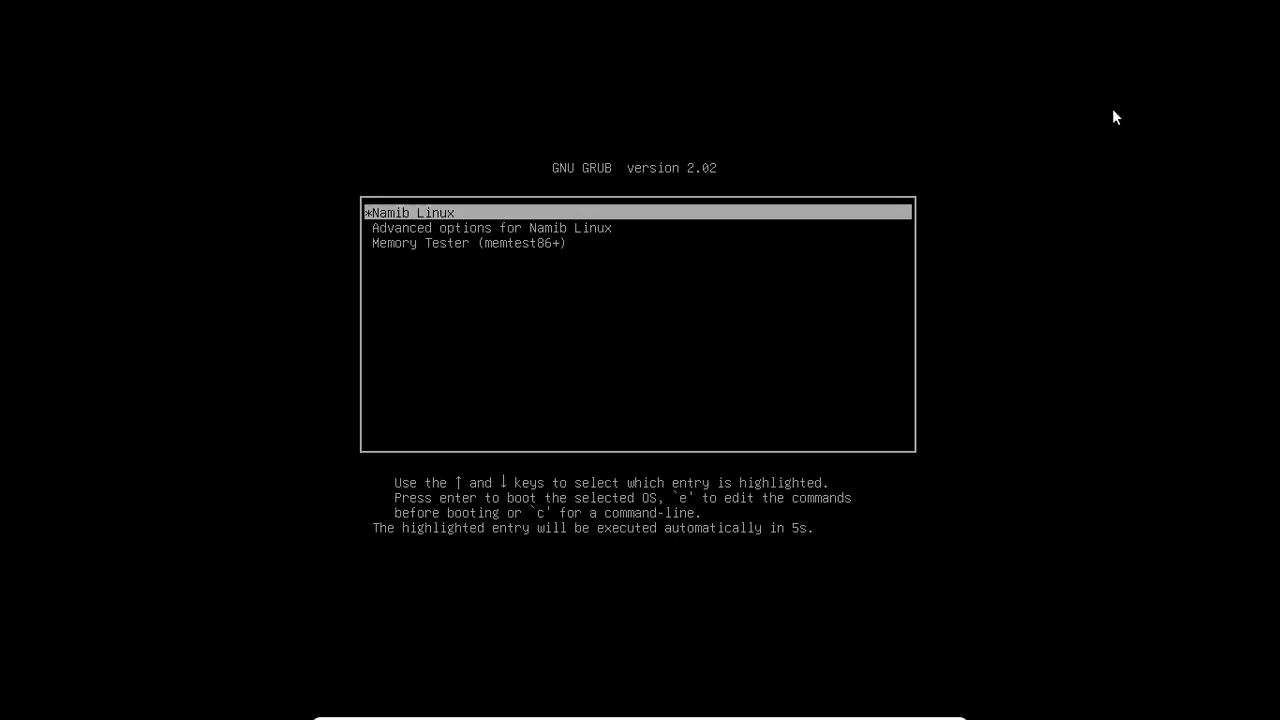 GNU GRUB  version 2.02
*Namib Linux
Advanced options for Namib Linux
Memory Tester (memtest86+)
Use the ↑ and ↓ keys to select which entry is highlighted.
Press enter to boot the selected OS, `e' to edit the commands
before booting or `c' for a command-line.
The highlighted entry will be executed automatically in 5s.